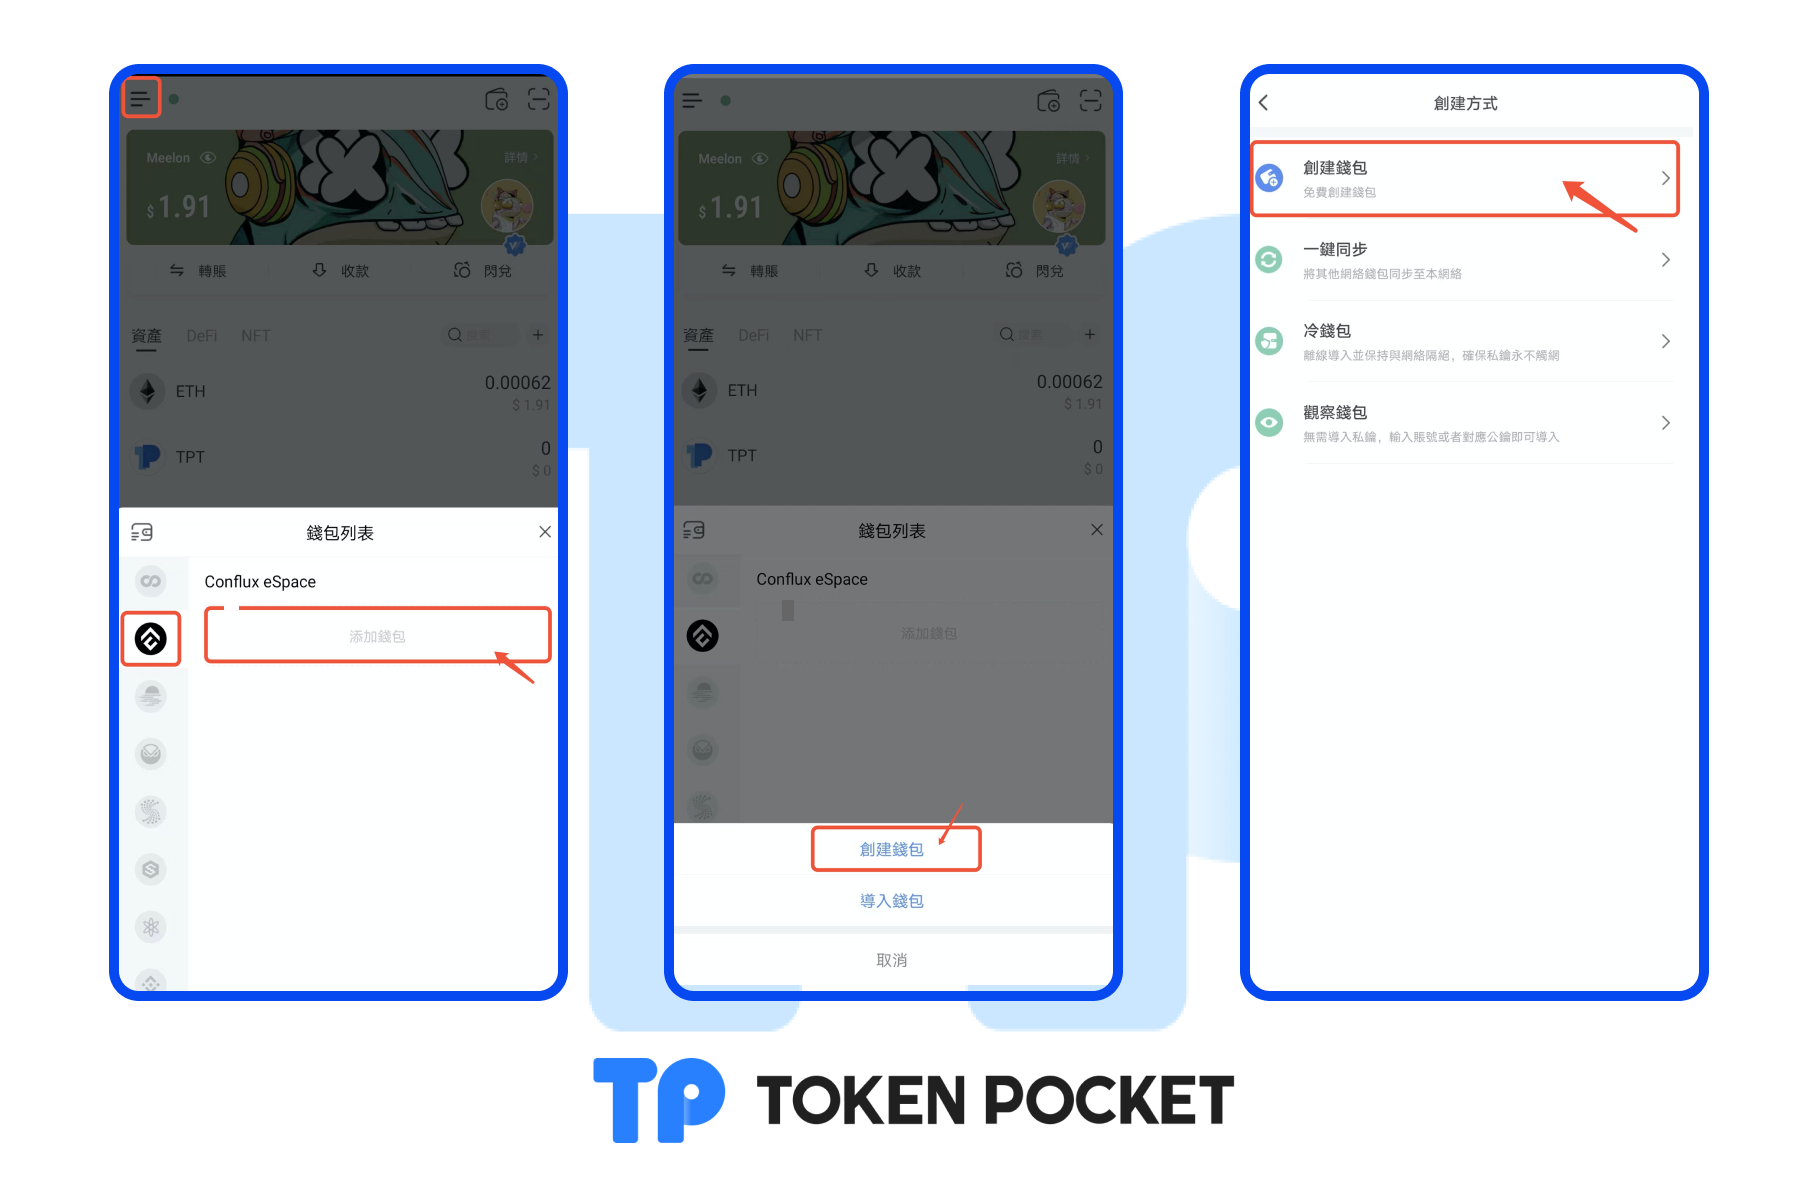 Meelon
詳情
$ 1.91
轉賬
收款
閃兌
資產 DeFi NFT
搜索
ETH
0.00062
$ 1.91
TPT
0
$ 0
錢包列表
Conflux eSpace
添加錢包
Meelon
詳情
$ 1.91
轉賬
收款
閃兌
資產 DeFi NFT
搜索
ETH
0.00062
$ 1.91
TPT
0
$ 0
錢包列表
Conflux eSpace
添加錢包
創建錢包
導入錢包
取消
創建方式
創建錢包
免費創建錢包
一鍵同步
將其他網絡錢包同步至本網絡
冷錢包
離線導入並保持與網絡隔絕，確保私鑰永不觸網
觀察錢包
無需導入私鑰，輸入賬號或者對應公鑰即可導入
TP TOKEN POCKET